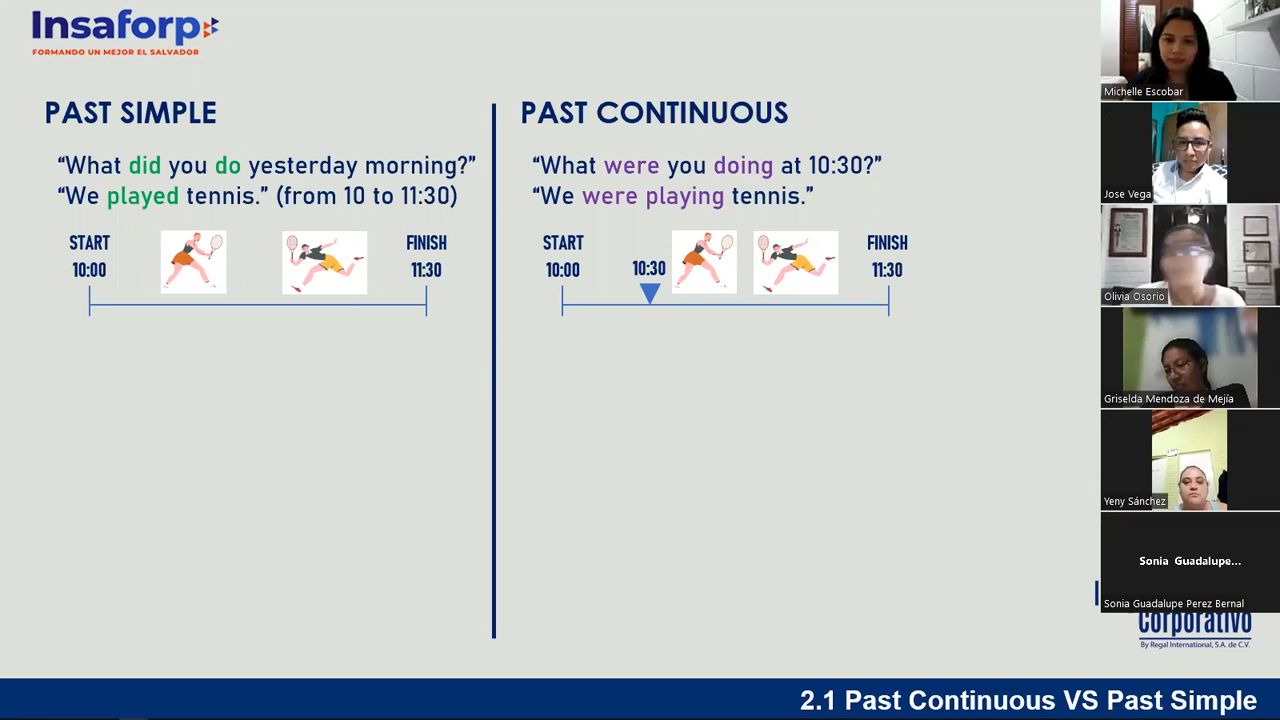 Insaforp
FORMANDO UN MEJOR EL SALVADOR
PAST SIMPLE
“What did you do yesterday morning?”
“We played tennis.” (from 10 to 11:30)
START
10:00
FINISH
11:30
PAST CONTINUOUS
“What were you doing at 10:30?”
“We were playing tennis.”
START
10:00
10:30
FINISH
11:30
Michelle Escobar
Jose Vega
Olivia Osorio
Griselda Mendoza de Mejía
Yeny Sánchez
Sonia Guadalupe...
Sonia Guadalupe Perez Bernal
Corporativo
By Regal International, S.A. de C.V.
2.1 Past Continuous VS Past Simple